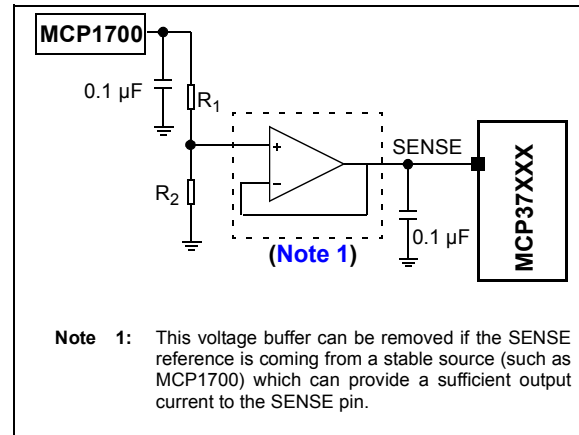 MCP1700
0.1 µF
R1
R2
+
–
SENSE
0.1 µF
MCP37XXX
(Note 1)
Note 1: This voltage buffer can be removed if the SENSE
reference is coming from a stable source (such as
MCP1700) which can provide a sufficient output
current to the SENSE pin.